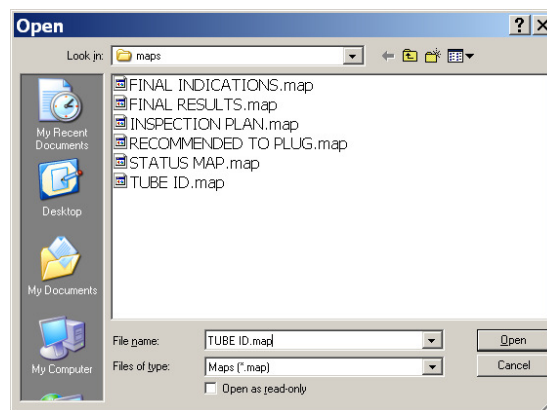 Open
Look in: maps
FINAL INDICATIONS.map
FINAL RESULTS.map
INSPECTION PLAN.map
RECOMMENDED TO PLUG.map
STATUS MAP.map
TUBE ID.map
My Recent
Documents
Desktop
My Documents
My Computer
File name: TUBE ID.map Open
Files of type: Maps (*.map) Cancel
Open as read-only